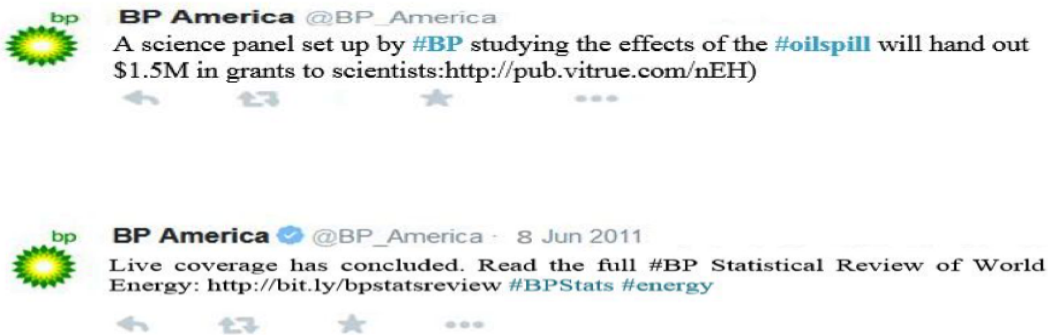 bp
BP America @BP_America
A science panel set up by #BP studying the effects of the #oilspill will hand out
$1.5M in grants to scientists:http://pub.vitrue.com/nEH)
bp
BP America @BP_America · 8 Jun 2011
Live coverage has concluded. Read the full #BP Statistical Review of World
Energy: http://bit.ly/bpstatsreview #BPStats #energy